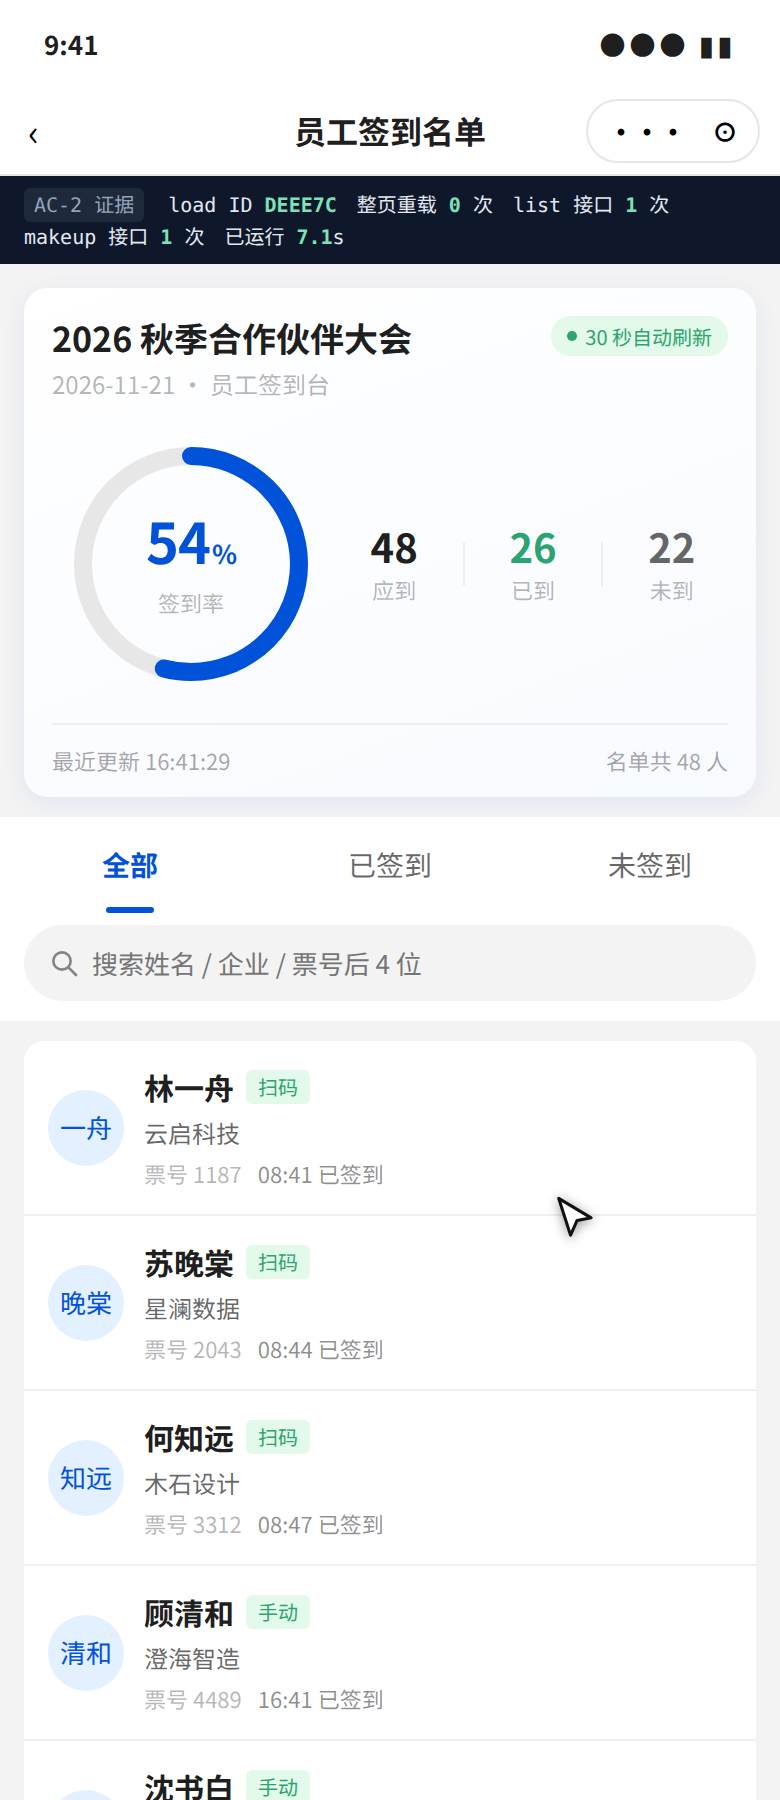 9:41
‹ 员工签到名单
AC-2 证据 load ID DEEE7C 整页重载 0 次 list 接口 1 次
makeup 接口 1 次 已运行 7.1s
2026 秋季合作伙伴大会 30 秒自动刷新
2026-11-21 · 员工签到台
54%
签到率
48 26 22
应到 已到 未到
最近更新 16:41:29 名单共 48 人
全部 已签到 未签到
搜索姓名 / 企业 / 票号后 4 位
林一舟 扫码
一舟
云启科技
票号 1187 08:41 已签到
苏晚棠 扫码
晚棠
星澜数据
票号 2043 08:44 已签到
何知远 扫码
知远
木石设计
票号 3312 08:47 已签到
顾清和 手动
清和
澄海智造
票号 4489 16:41 已签到
沈书白 手动